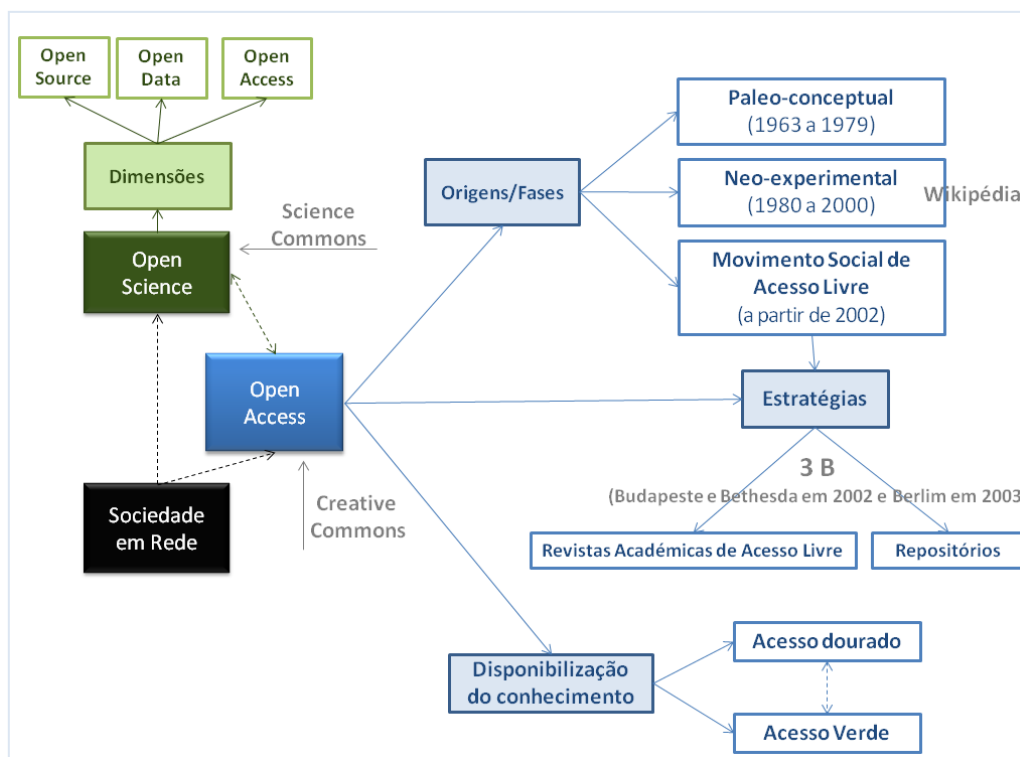 Open
Source
Open
Data
Open
Access
Dimensões
Open
Science
Science
Commons
Open
Access
Sociedade
em Rede
Creative
Commons
Origens/Fases
Paleo-conceptual
(1963 a 1979)
Neo-experimental
(1980 a 2000)
Wikipédia
Movimento Social de
Acesso Livre
(a partir de 2002)
Estratégias
3 B
(Budapeste e Bethesda em 2002 e Berlim em 2003
Revistas Académicas de Acesso Livre
Repositórios
Disponibilização
do conhecimento
Acesso dourado
Acesso Verde